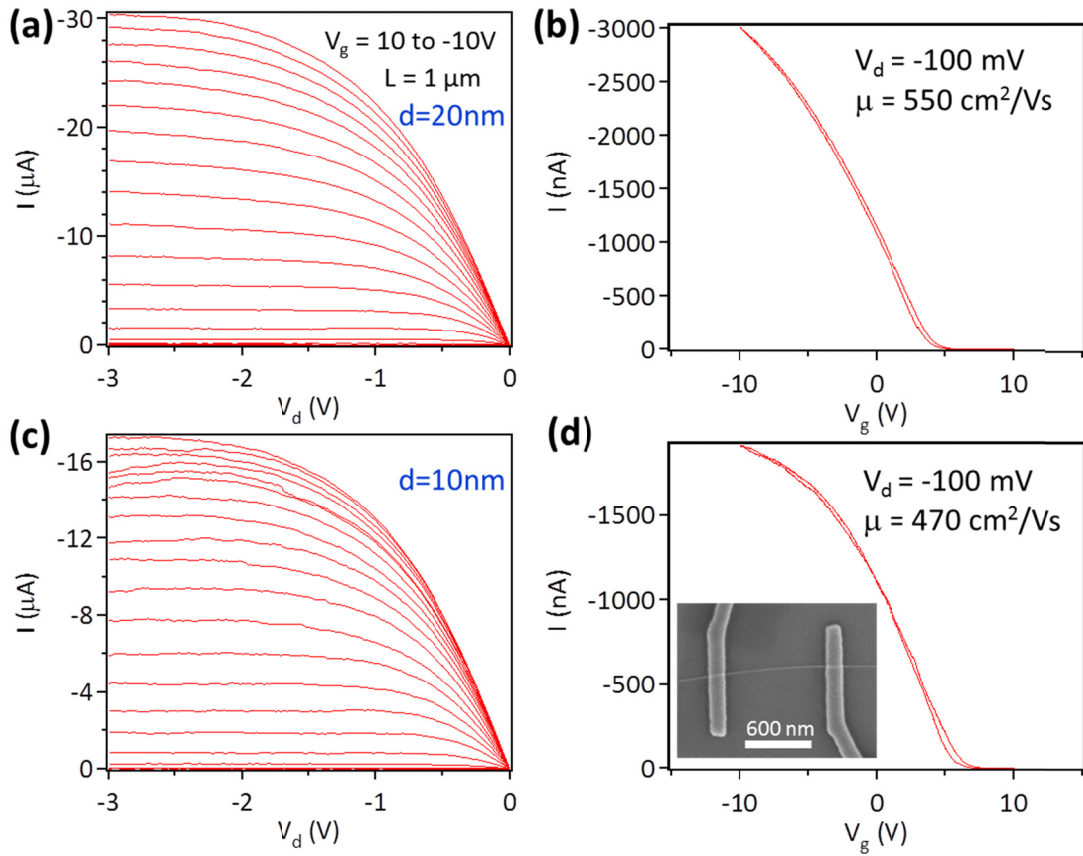 (a)
-30
-20
-10
0
I (μA)
V_g = 10 to -10V
L = 1 μm
d=20nm
-3
-2
-1
0
V_d (V)
(b)
-3000
-2500
-2000
-1500
-1000
-500
0
I (nA)
V_d = -100 mV
μ = 550 cm²/Vs
-10
0
10
V_g (V)
(c)
-16
-12
-8
-4
0
I (μA)
d=10nm
-3
-2
-1
0
V_d (V)
(d)
-1500
-1000
-500
0
I (nA)
V_d = -100 mV
μ = 470 cm²/Vs
600 nm
-10
0
10
V_g (V)